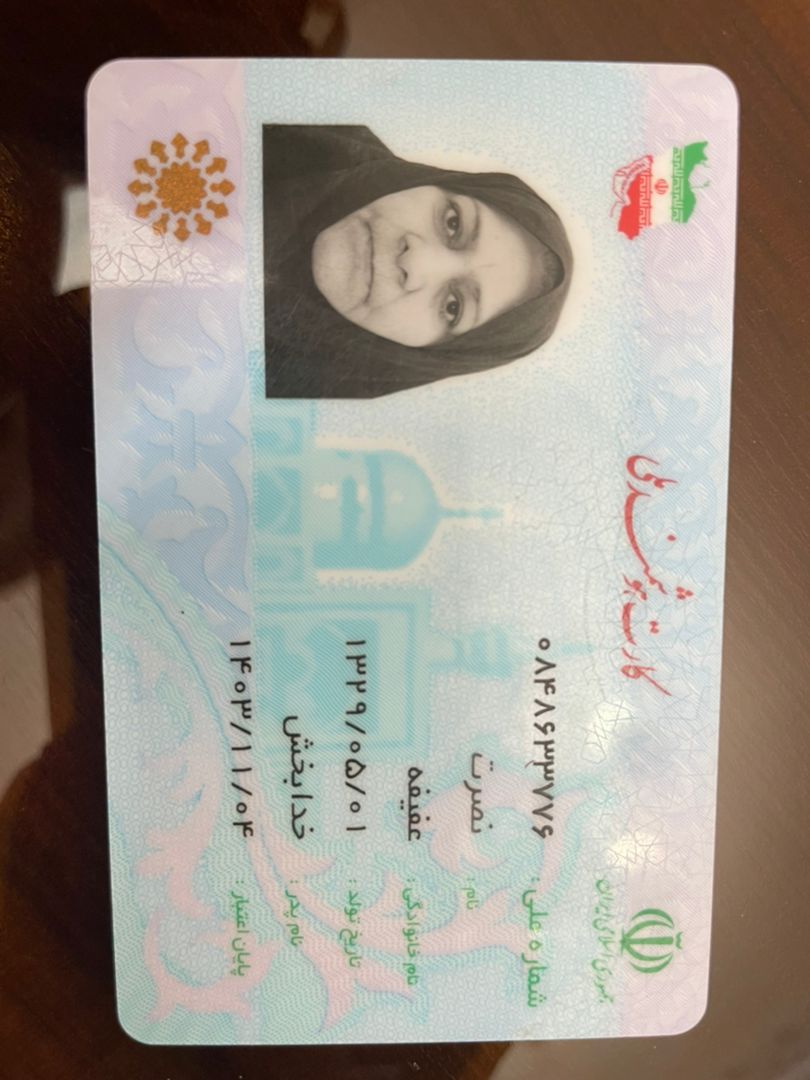 جمهوری اسلامی ایران
کارت هوشمند ملی
شماره ملی : ۰۸۴۸۶۳۳۷۷۶
نام : نصرت
نام خانوادگی : عفیفه
تاریخ تولد : ۱۳۲۹/۰۵/۰۱
نام پدر : خدابخش
پایان اعتبار : ۱۴۰۳/۱۱/۰۴